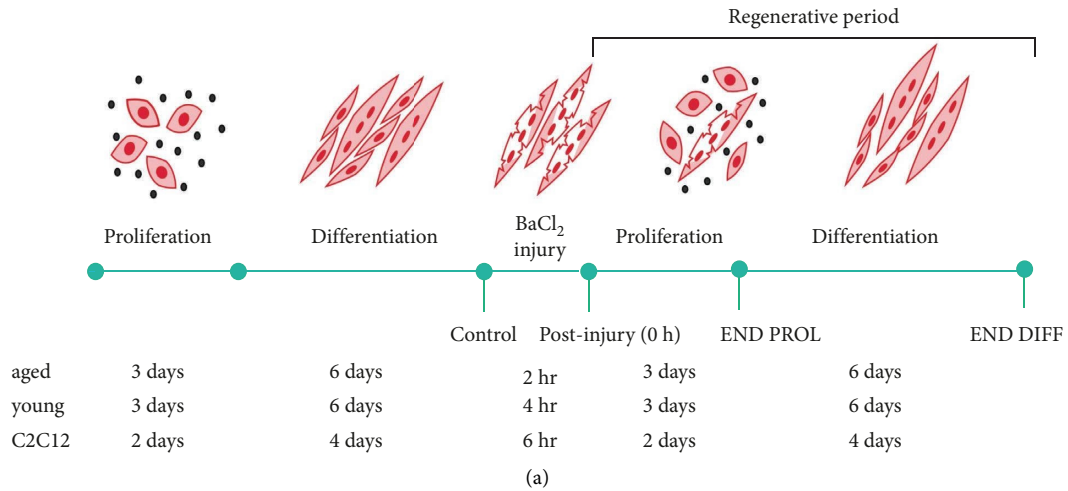 Regenerative period
Proliferation
Differentiation
BaCl₂
injury
Proliferation
Differentiation
Control
Post-injury (0 h)
END PROL
END DIFF
aged 3 days 6 days 2 hr 3 days 6 days
young 3 days 6 days 4 hr 3 days 6 days
C2C12 2 days 4 days 6 hr 2 days 4 days
(a)